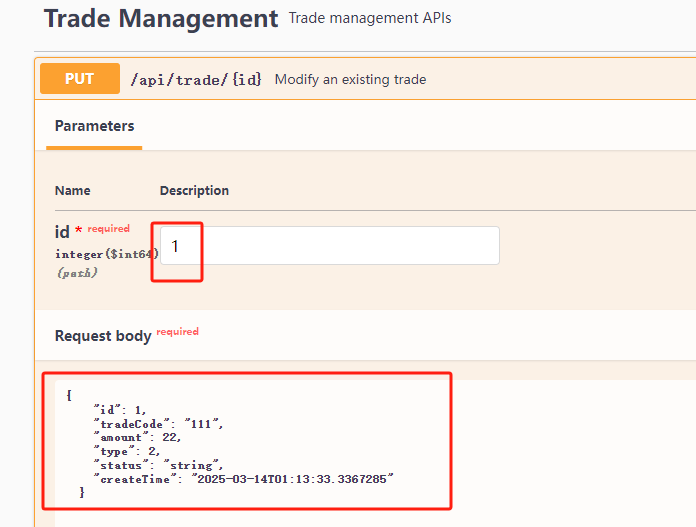 Trade Management Trade management APIs
PUT /api/trade/{id} Modify an existing trade
Parameters
Name Description
id * required
integer($int64) 1
(path)
Request body required
{
"id": 1,
"tradeCode": "111",
"amount": 22,
"type": 2,
"status": "string",
"createTime": "2025-03-14T01:13:33.3367285"
}